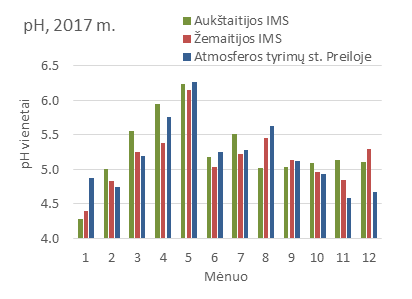 pH, 2017 m.
Aukštaitijos IMS
Žemaitijos IMS
Atmosferos tyrimų st. Preiloje
pH vienetai
6.5
6.0
5.5
5.0
4.5
4.0
1 2 3 4 5 6 7 8 9 10 11 12
Mėnuo